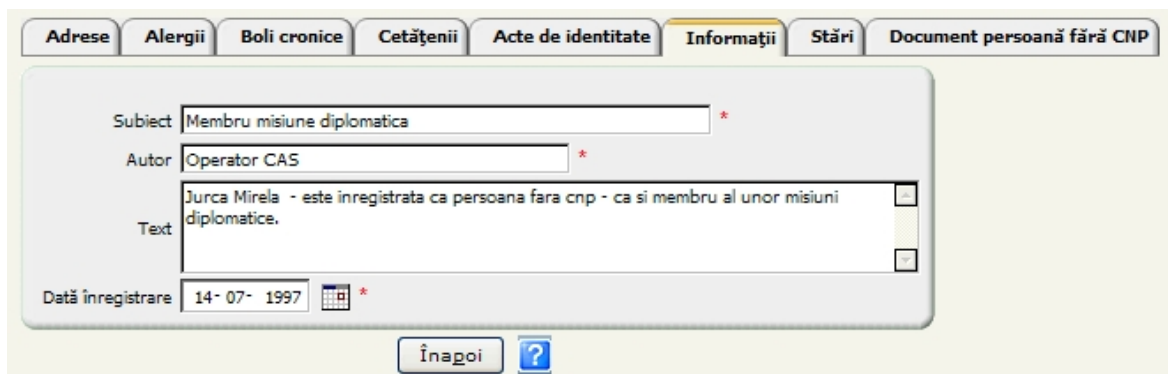 Adrese Alergii Boli cronice Cetăţenii Acte de identitate Informaţii Stări Document persoană fără CNP
Subiect Membru misiune diplomatica *
Autor Operator CAS *
Text Jurca Mirela - este inregistrata ca persoana fara cnp - ca si membru al unor misiuni
diplomatice.
Dată înregistrare 14- 07- 1997 *
Înapoi ?